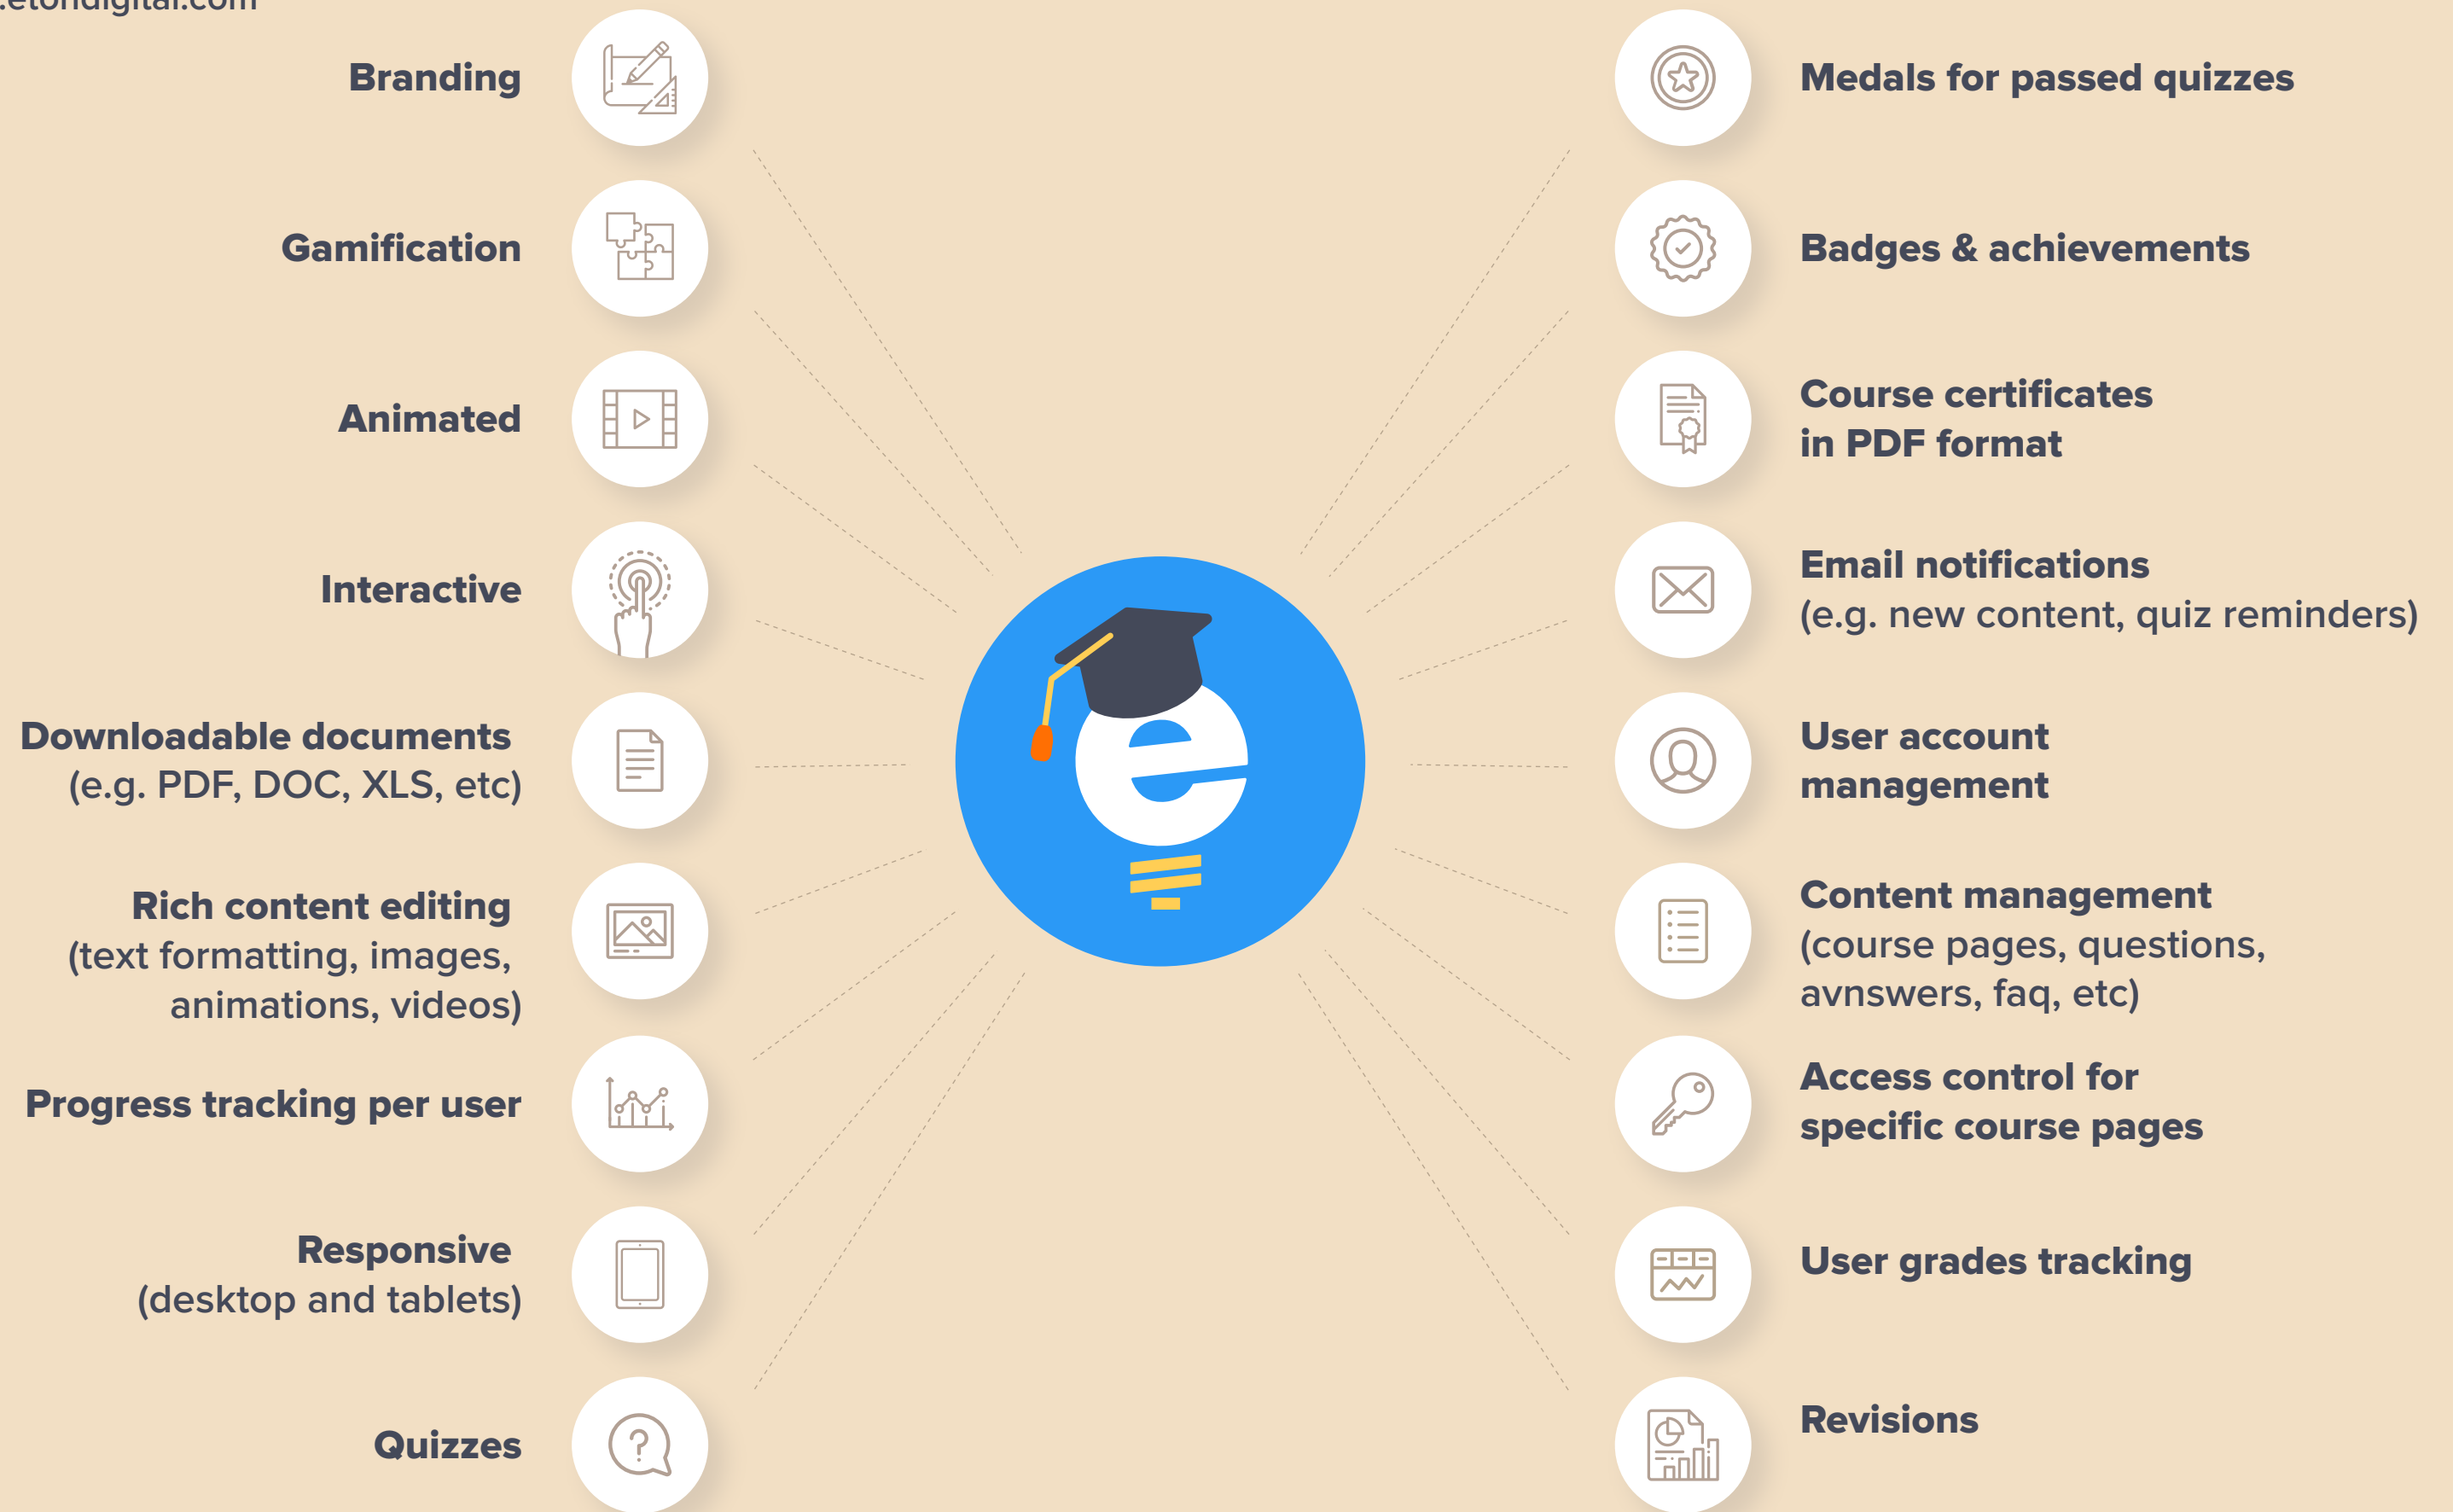 .etondigital.com
Branding
Gamification
Animated
Interactive
Downloadable documents
(e.g. PDF, DOC, XLS, etc)
Rich content editing
(text formatting, images,
animations, videos)
Progress tracking per user
Responsive
(desktop and tablets)
Quizzes
Medals for passed quizzes
Badges & achievements
Course certificates
in PDF format
Email notifications
(e.g. new content, quiz reminders)
User account
management
Content management
(course pages, questions,
avnswers, faq, etc)
Access control for
specific course pages
User grades tracking
Revisions